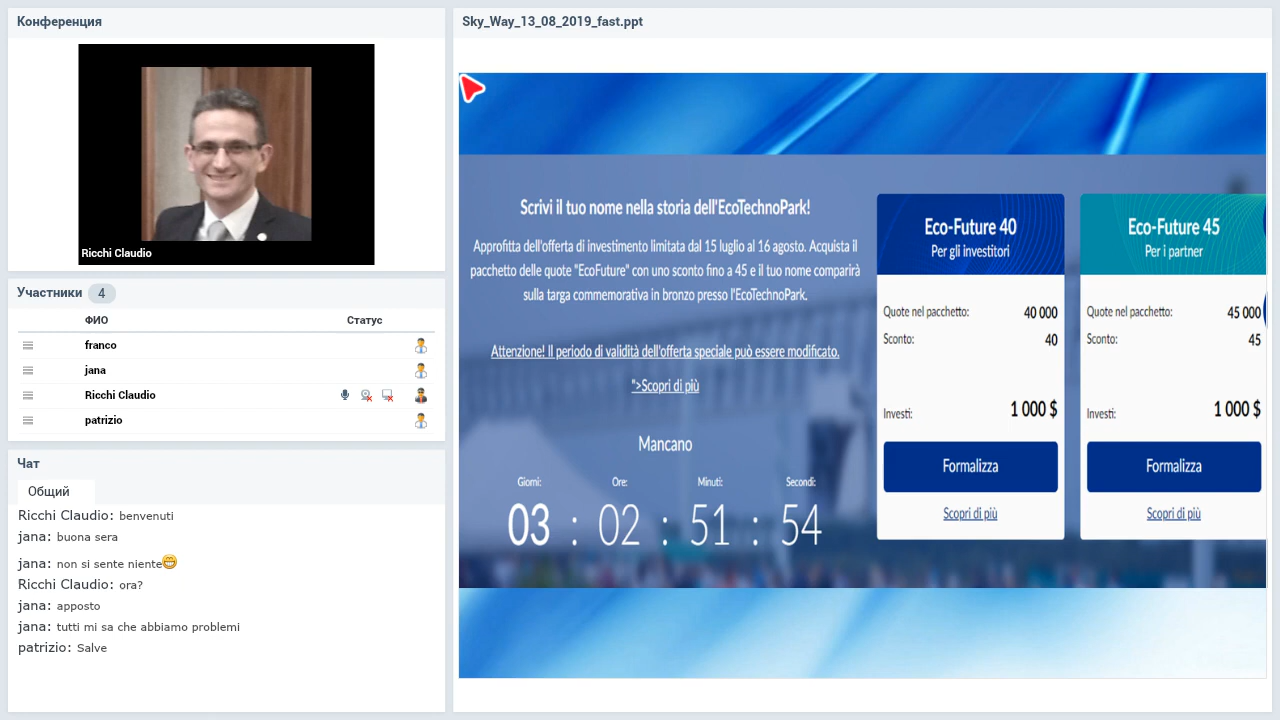 Конференция
Ricchi Claudio
Участники 4
ФИО Статус
franco
jana
Ricchi Claudio
patrizio
Чат
Общий
Ricchi Claudio: benvenuti
jana: buona sera
jana: non si sente niente
Ricchi Claudio: ora?
jana: apposto
jana: tutti mi sa che abbiamo problemi
patrizio: Salve
Sky_Way_13_08_2019_fast.ppt
Scrivi il tuo nome nella storia dell'EcoTechnoPark!
Approfitta dell'offerta di investimento limitata dal 15 luglio al 16 agosto. Acquista il
pacchetto delle quote "EcoFuture" con uno sconto fino a 45 e il tuo nome comparirà
sulla targa commemorativa in bronzo presso l'EcoTechnoPark.
Attenzione! Il periodo di validità dell'offerta speciale può essere modificato.
">Scopri di più
Mancano
Giorni: Ore: Minuti: Secondi:
03 : 02 : 51 : 54
Eco-Future 40
Per gli investitori
Quote nel pacchetto: 40 000
Sconto: 40
Investi: 1 000 $
Formalizza
Scopri di più
Eco-Future 45
Per i partner
Quote nel pacchetto: 45 000
Sconto: 45
Investi: 1 000 $
Formalizza
Scopri di più